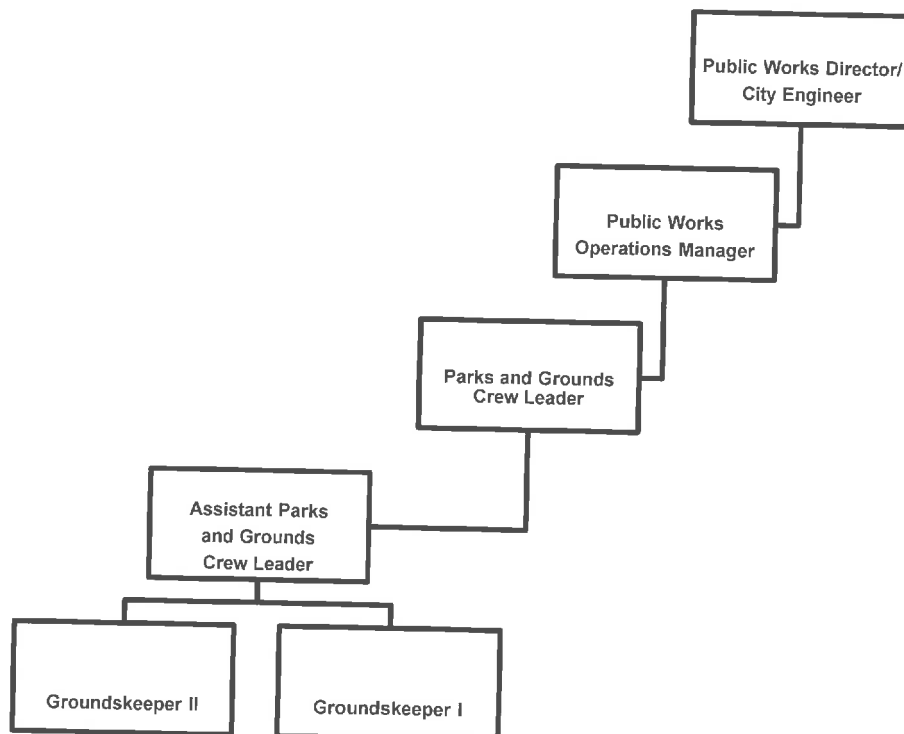 Public Works Director/
City Engineer
Public Works
Operations Manager
Parks and Grounds
Crew Leader
Assistant Parks
and Grounds
Crew Leader
Groundskeeper II
Groundskeeper I